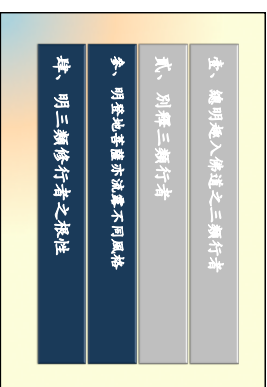 壹、總明趣入佛道之三類行者
貳、別釋三類行者
參、明登地菩薩亦流露不同風格
肆、明三類修行者之根性